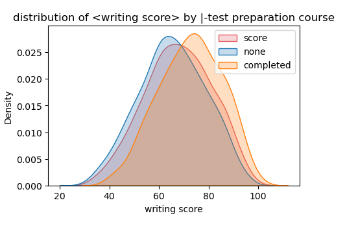 distribution of <writing score> by |-test preparation course
score
none
completed
0.025
0.020
0.015
0.010
0.005
0.000
Density
20 40 60 80 100
writing score